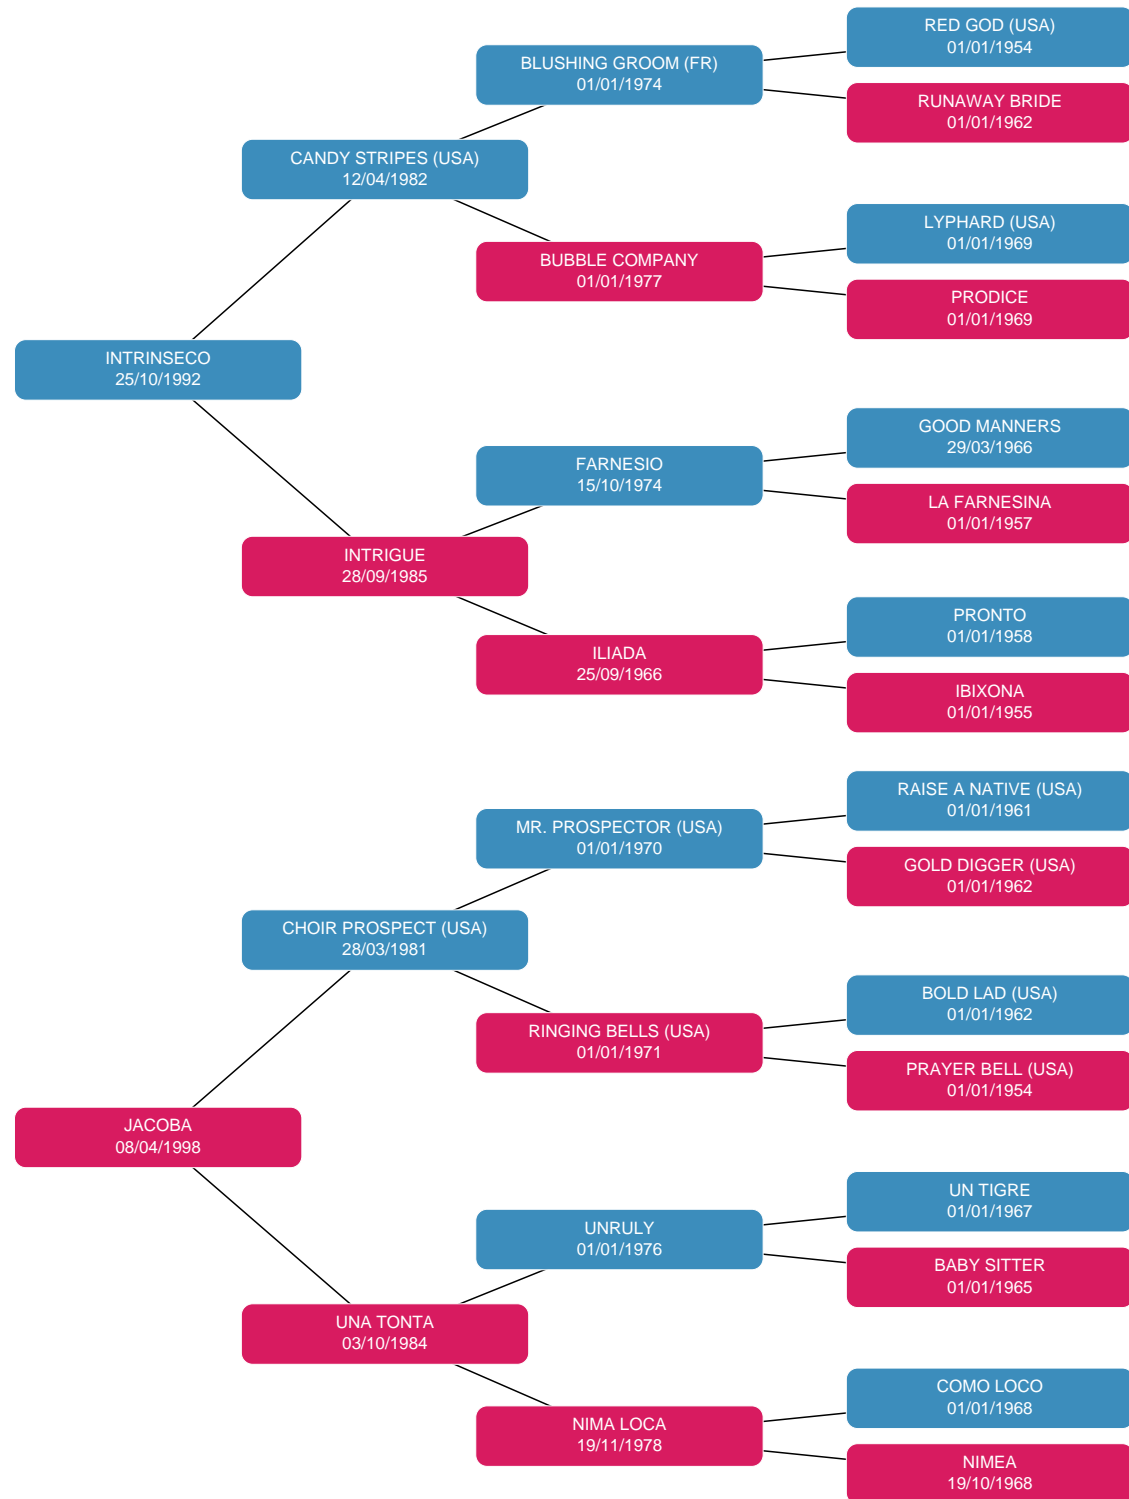 RED GOD (USA)
01/01/1954
BLUSHING GROOM (FR)
01/01/1974
RUNAWAY BRIDE
01/01/1962
CANDY STRIPES (USA)
12/04/1982
LYPHARD (USA)
01/01/1969
BUBBLE COMPANY
01/01/1977
PRODICE
01/01/1969
INTRINSECO
25/10/1992
GOOD MANNERS
29/03/1966
FARNESIO
15/10/1974
LA FARNESINA
01/01/1957
INTRIGUE
28/09/1985
PRONTO
01/01/1958
ILIADA
25/09/1966
IBIXONA
01/01/1955
RAISE A NATIVE (USA)
01/01/1961
MR. PROSPECTOR (USA)
01/01/1970
GOLD DIGGER (USA)
01/01/1962
CHOIR PROSPECT (USA)
28/03/1981
BOLD LAD (USA)
01/01/1962
RINGING BELLS (USA)
01/01/1971
PRAYER BELL (USA)
01/01/1954
JACOBA
08/04/1998
UN TIGRE
01/01/1967
UNRULY
01/01/1976
BABY SITTER
01/01/1965
UNA TONTA
03/10/1984
COMO LOCO
01/01/1968
NIMA LOCA
19/11/1978
NIMEA
19/10/1968